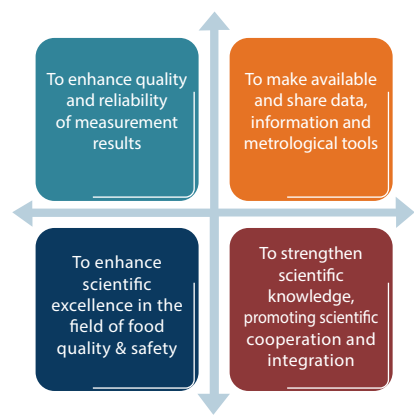 To enhance quality
and reliability
of measurement
results
To make available
and share data,
information and
metrological tools
To enhance
scientific
excellence in the
field of food
quality & safety
To strengthen
scientific
knowledge,
promoting scientific
cooperation and
integration